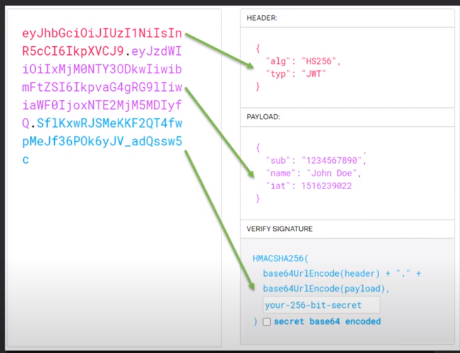 eyJhbGciOiJIUzI1NiIsIn
R5cCI6IkpXVCJ9.eyJzdWI
iOiIxMjM0NTY3ODkwIiwib
mFtZSI6IkpvaG4gRG9lIiw
iaWF0IjoxNTE2MjM5MDIyf
Q.SflKxwRJSMeKKF2QT4fw
pMeJf36POk6yJV_adQssw5
c
HEADER:
{
"alg": "HS256",
"typ": "JWT"
}
PAYLOAD:
{
"sub": "1234567890",
"name": "John Doe",
"iat": 1516239022
}
VERIFY SIGNATURE
HMACSHA256(
base64UrlEncode(header) + "." +
base64UrlEncode(payload),
your-256-bit-secret
) secret base64 encoded